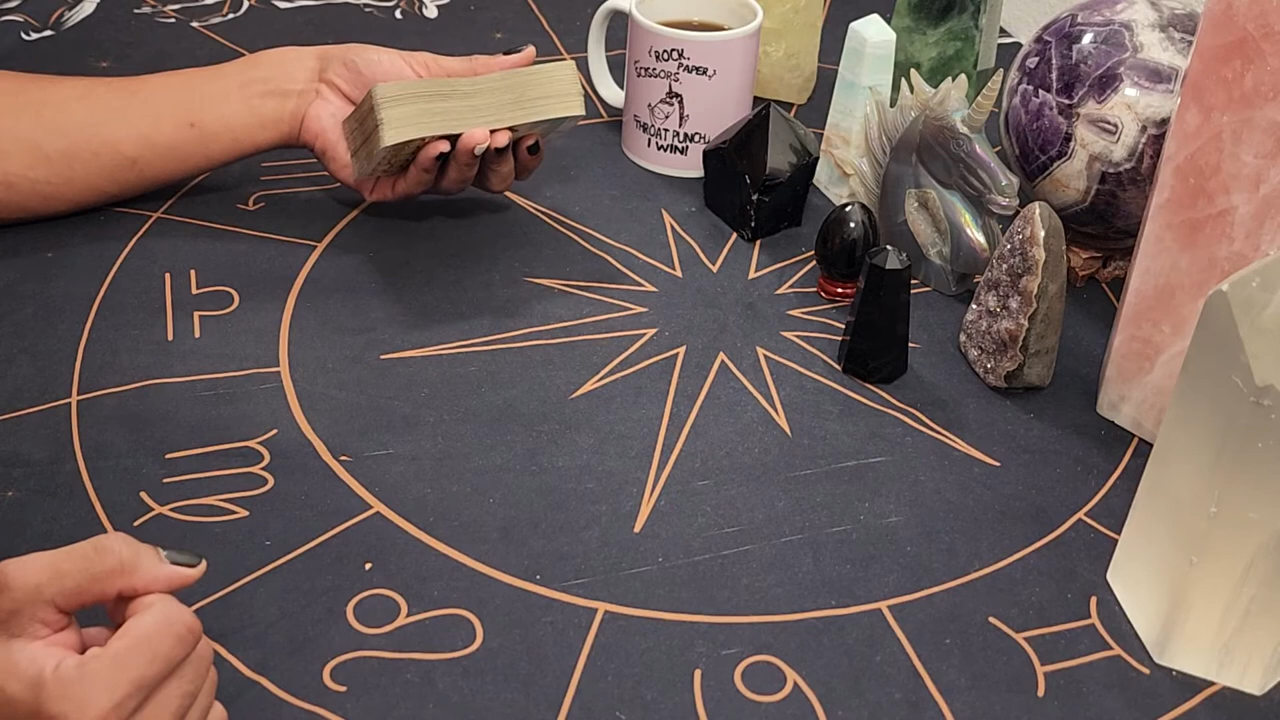 ROCK,
PAPER,
SCISSORS,
THROAT PUNCH,
I WIN!